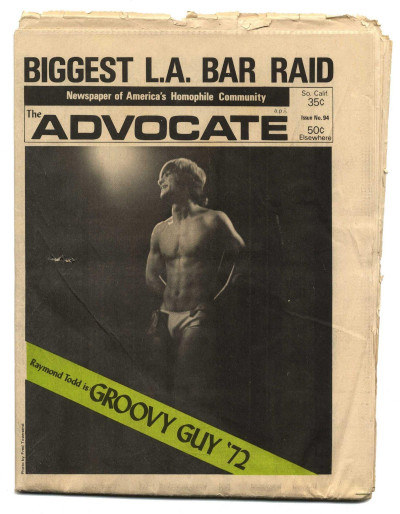 BIGGEST L.A. BAR RAID
Newspaper of America's Homophile Community
So. Calif.
35¢
Issue No. 94
50¢
Elsewhere
The
ADVOCATE
Raymond Todd is GROOVY GUY '72